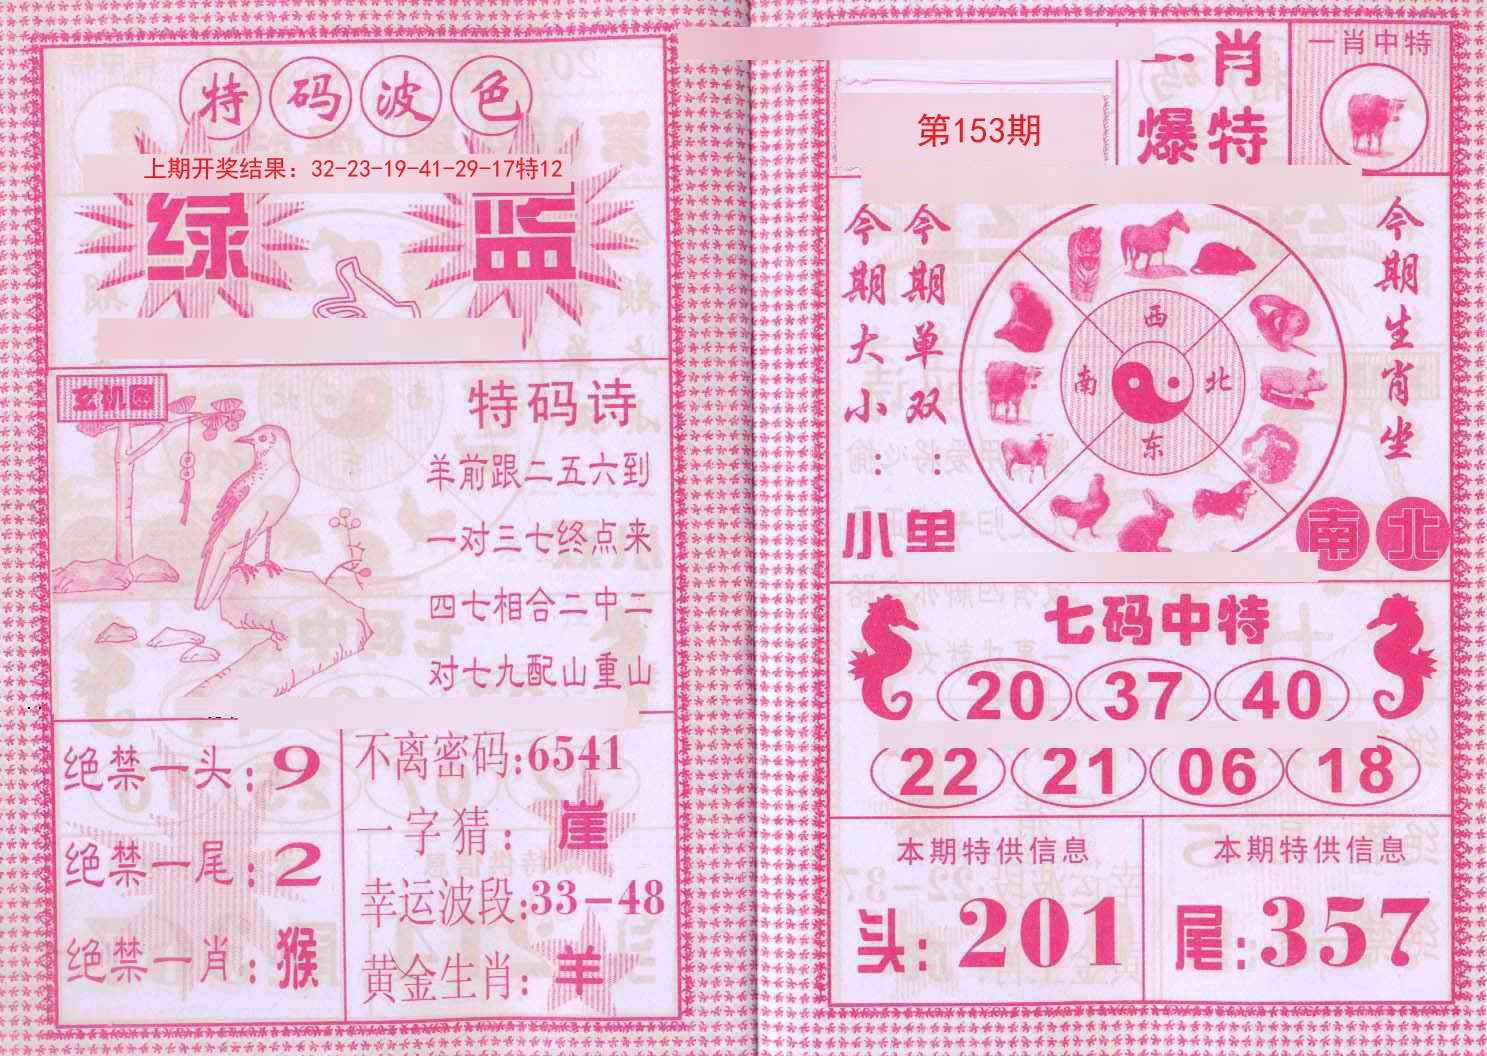 特码波色
上期开奖结果：32-23-19-41-29-17特12
绿 蓝
玄机图
特码诗
羊前跟二五六到
一对三七终点来
四七相合二中二
对七九配山重山
绝禁一头:9
绝禁一尾:2
绝禁一肖:猴
不离密码:6541
一字猜：崖
幸运波段:33-48
黄金生肖:羊
第153期
一肖
爆特
一肖中特
今期大小：小
今期单双：单
西
南
北
东
今期生肖坐
南 北
七码中特
20 37 40
22 21 06 18
本期特供信息
头: 201
本期特供信息
尾: 357